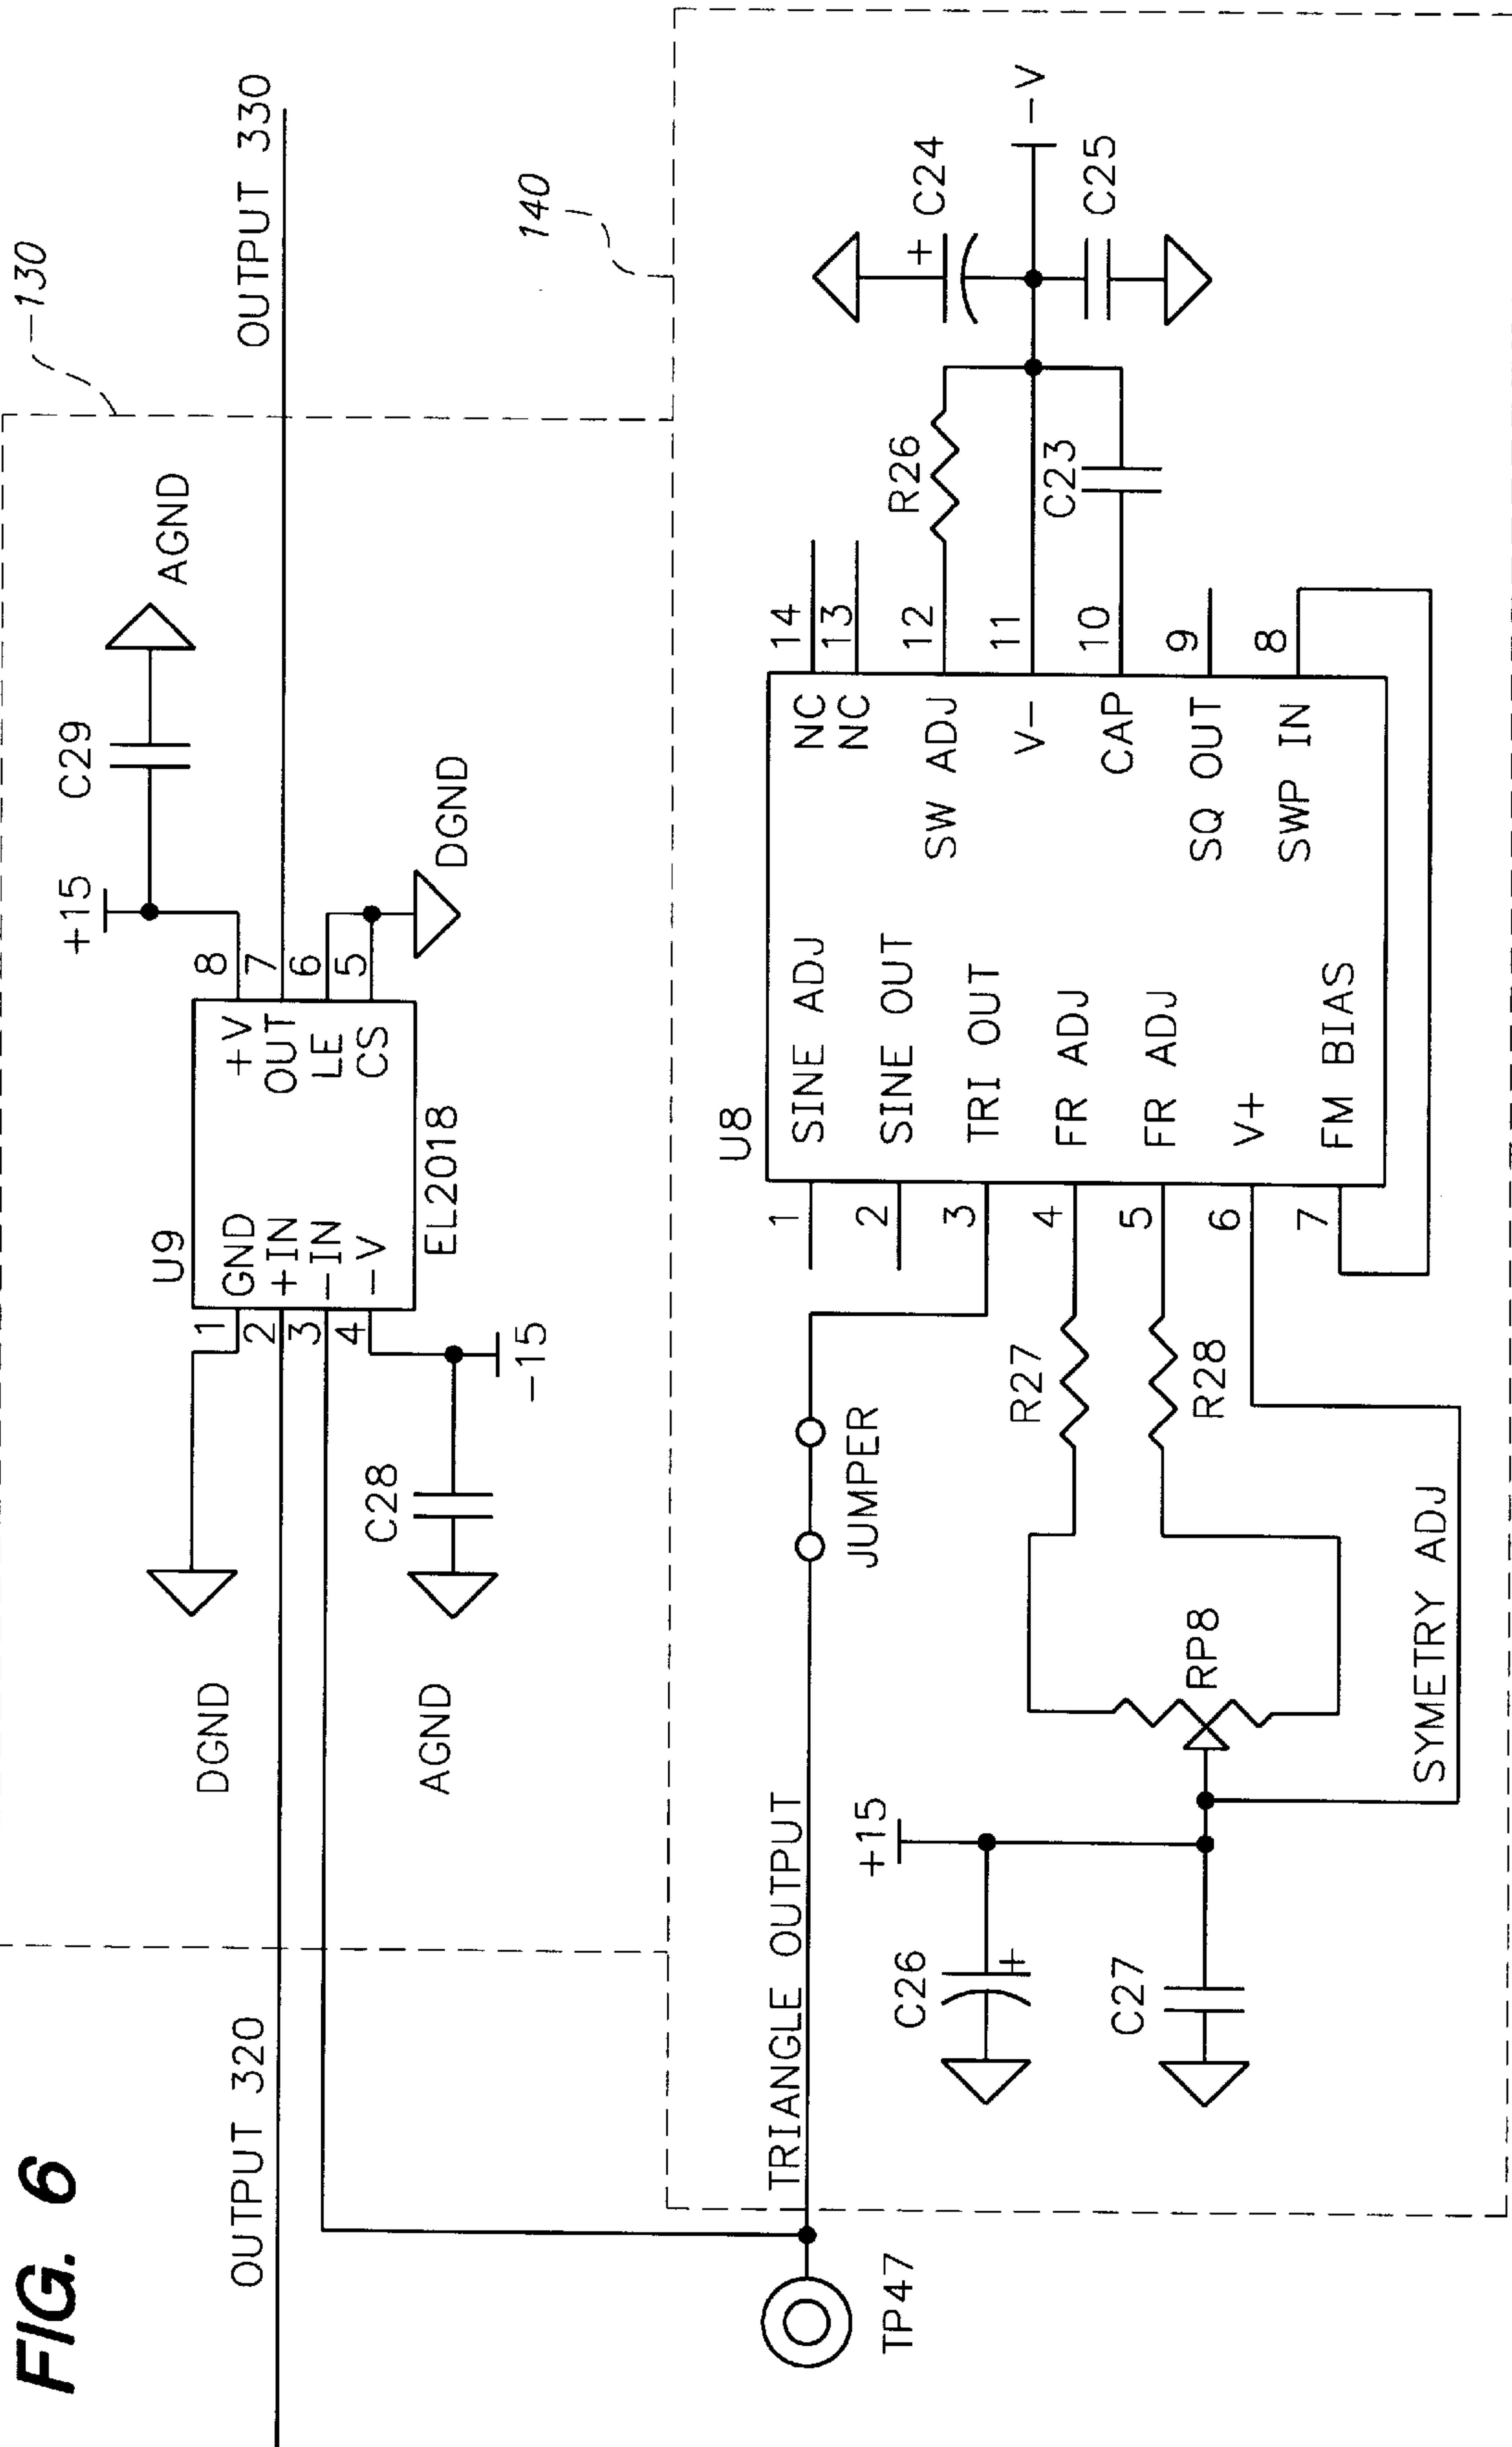 FIG. 6
130
OUTPUT 320
OUTPUT 330
DGND
AGND
U9
1
2
3
4
GND
+IN
-IN
-V
+V
OUT
LE
CS
8
7
6
5
EL2018
+15
C29
AGND
DGND
C28
-15
140
TP47
TRIANGLE OUTPUT
JUMPER
U8
1
2
3
4
5
6
7
SINE ADJ
SINE OUT
TRI OUT
FR ADJ
FR ADJ
V+
FM BIAS
NC
NC
SW ADJ
V-
CAP
SQ OUT
SWP IN
14
13
12
11
10
9
8
R26
C23
C24
+
C25
-V
+15
C26
+
C27
RP8
R27
R28
SYMETRY ADJ